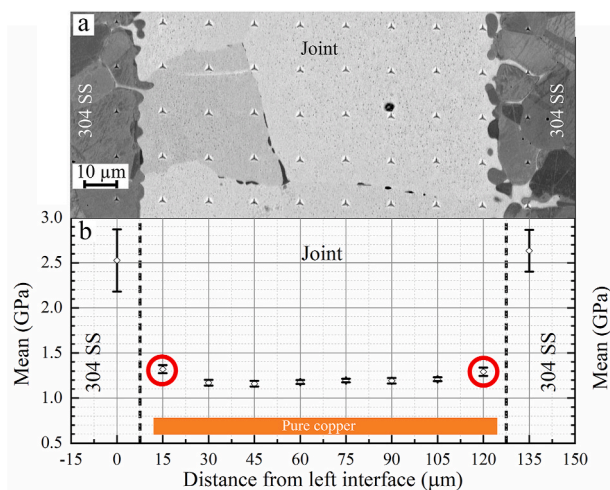 a
Joint
304 SS
304 SS
10 µm
b
Joint
3.0
2.5
2.0
1.5
1.0
0.5
Mean (GPa)
Mean (GPa)
304 SS
304 SS
Pure copper
-15 0 15 30 45 60 75 90 105 120 135 150
Distance from left interface (µm)